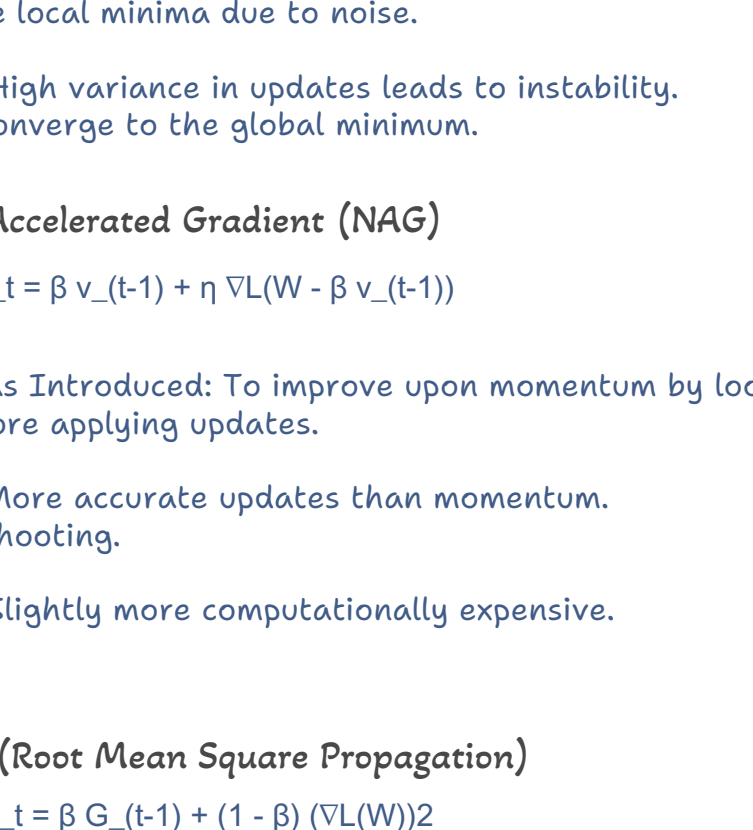 local minima due to noise.
High variance in updates leads to instability.
onverge to the global minimum.
Accelerated Gradient (NAG)
_t = β v_(t-1) + η ∇L(W - β v_(t-1))
s Introduced: To improve upon momentum by loo
ore applying updates.
More accurate updates than momentum.
hooting.
Slightly more computationally expensive.
(Root Mean Square Propagation)
_t = β G_(t-1) + (1 - β) (∇L(W))2